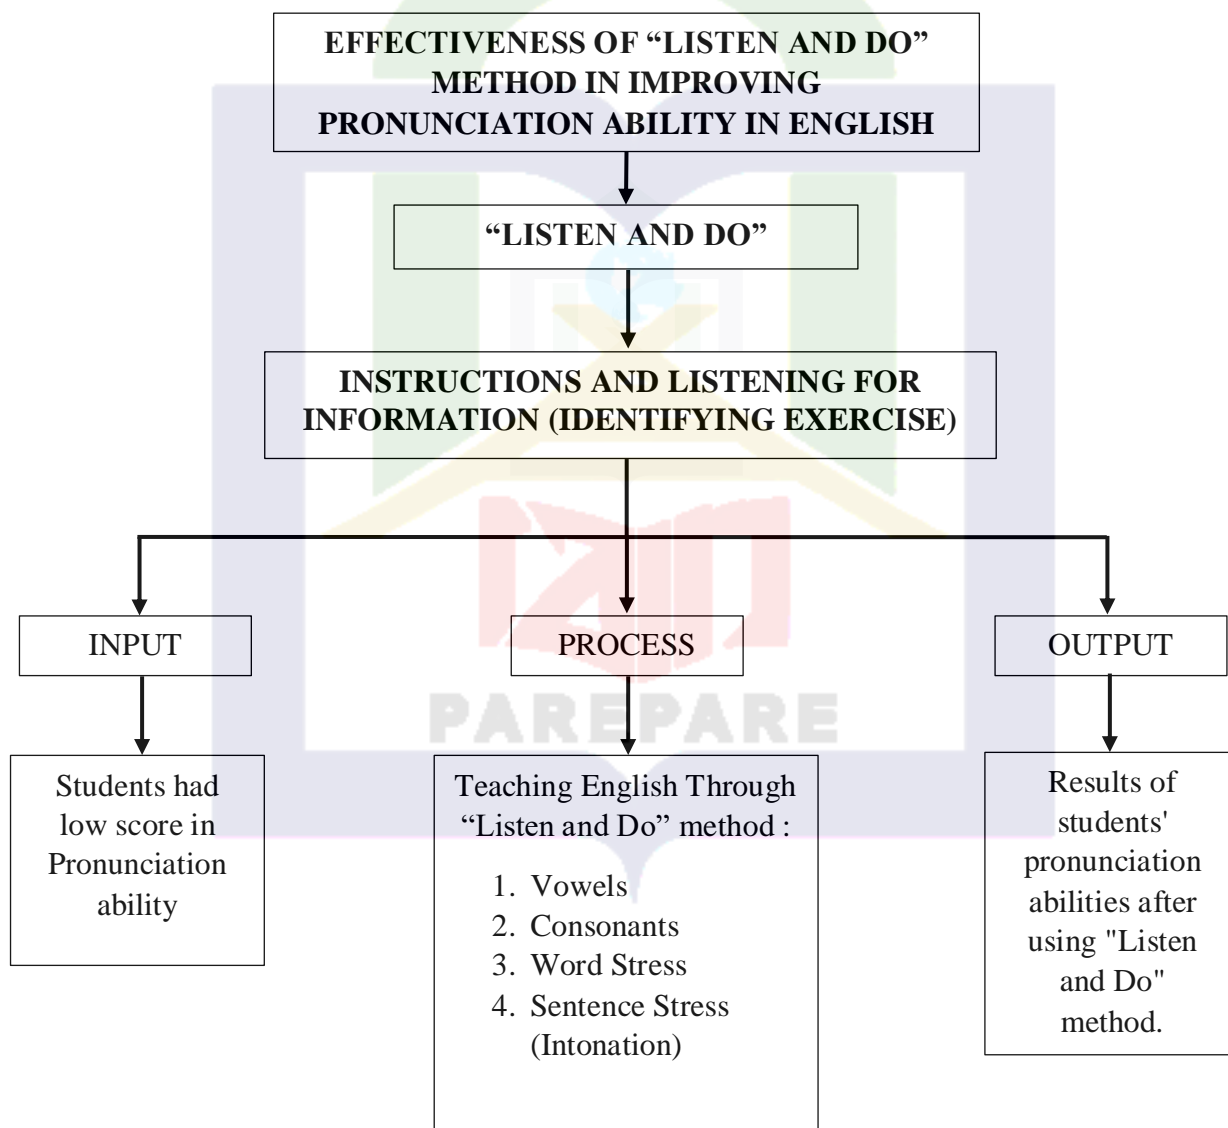 EFFECTIVENESS OF “LISTEN AND DO”
METHOD IN IMPROVING
PRONUNCIATION ABILITY IN ENGLISH
“LISTEN AND DO”
INSTRUCTIONS AND LISTENING FOR
INFORMATION (IDENTIFYING EXERCISE)
INPUT
PROCESS
OUTPUT
PAREPARE
Students had
low score in
Pronunciation
ability
Teaching English Through
“Listen and Do” method :
1. Vowels
2. Consonants
3. Word Stress
4. Sentence Stress
(Intonation)
Results of
students'
pronunciation
abilities after
using "Listen
and Do"
method.